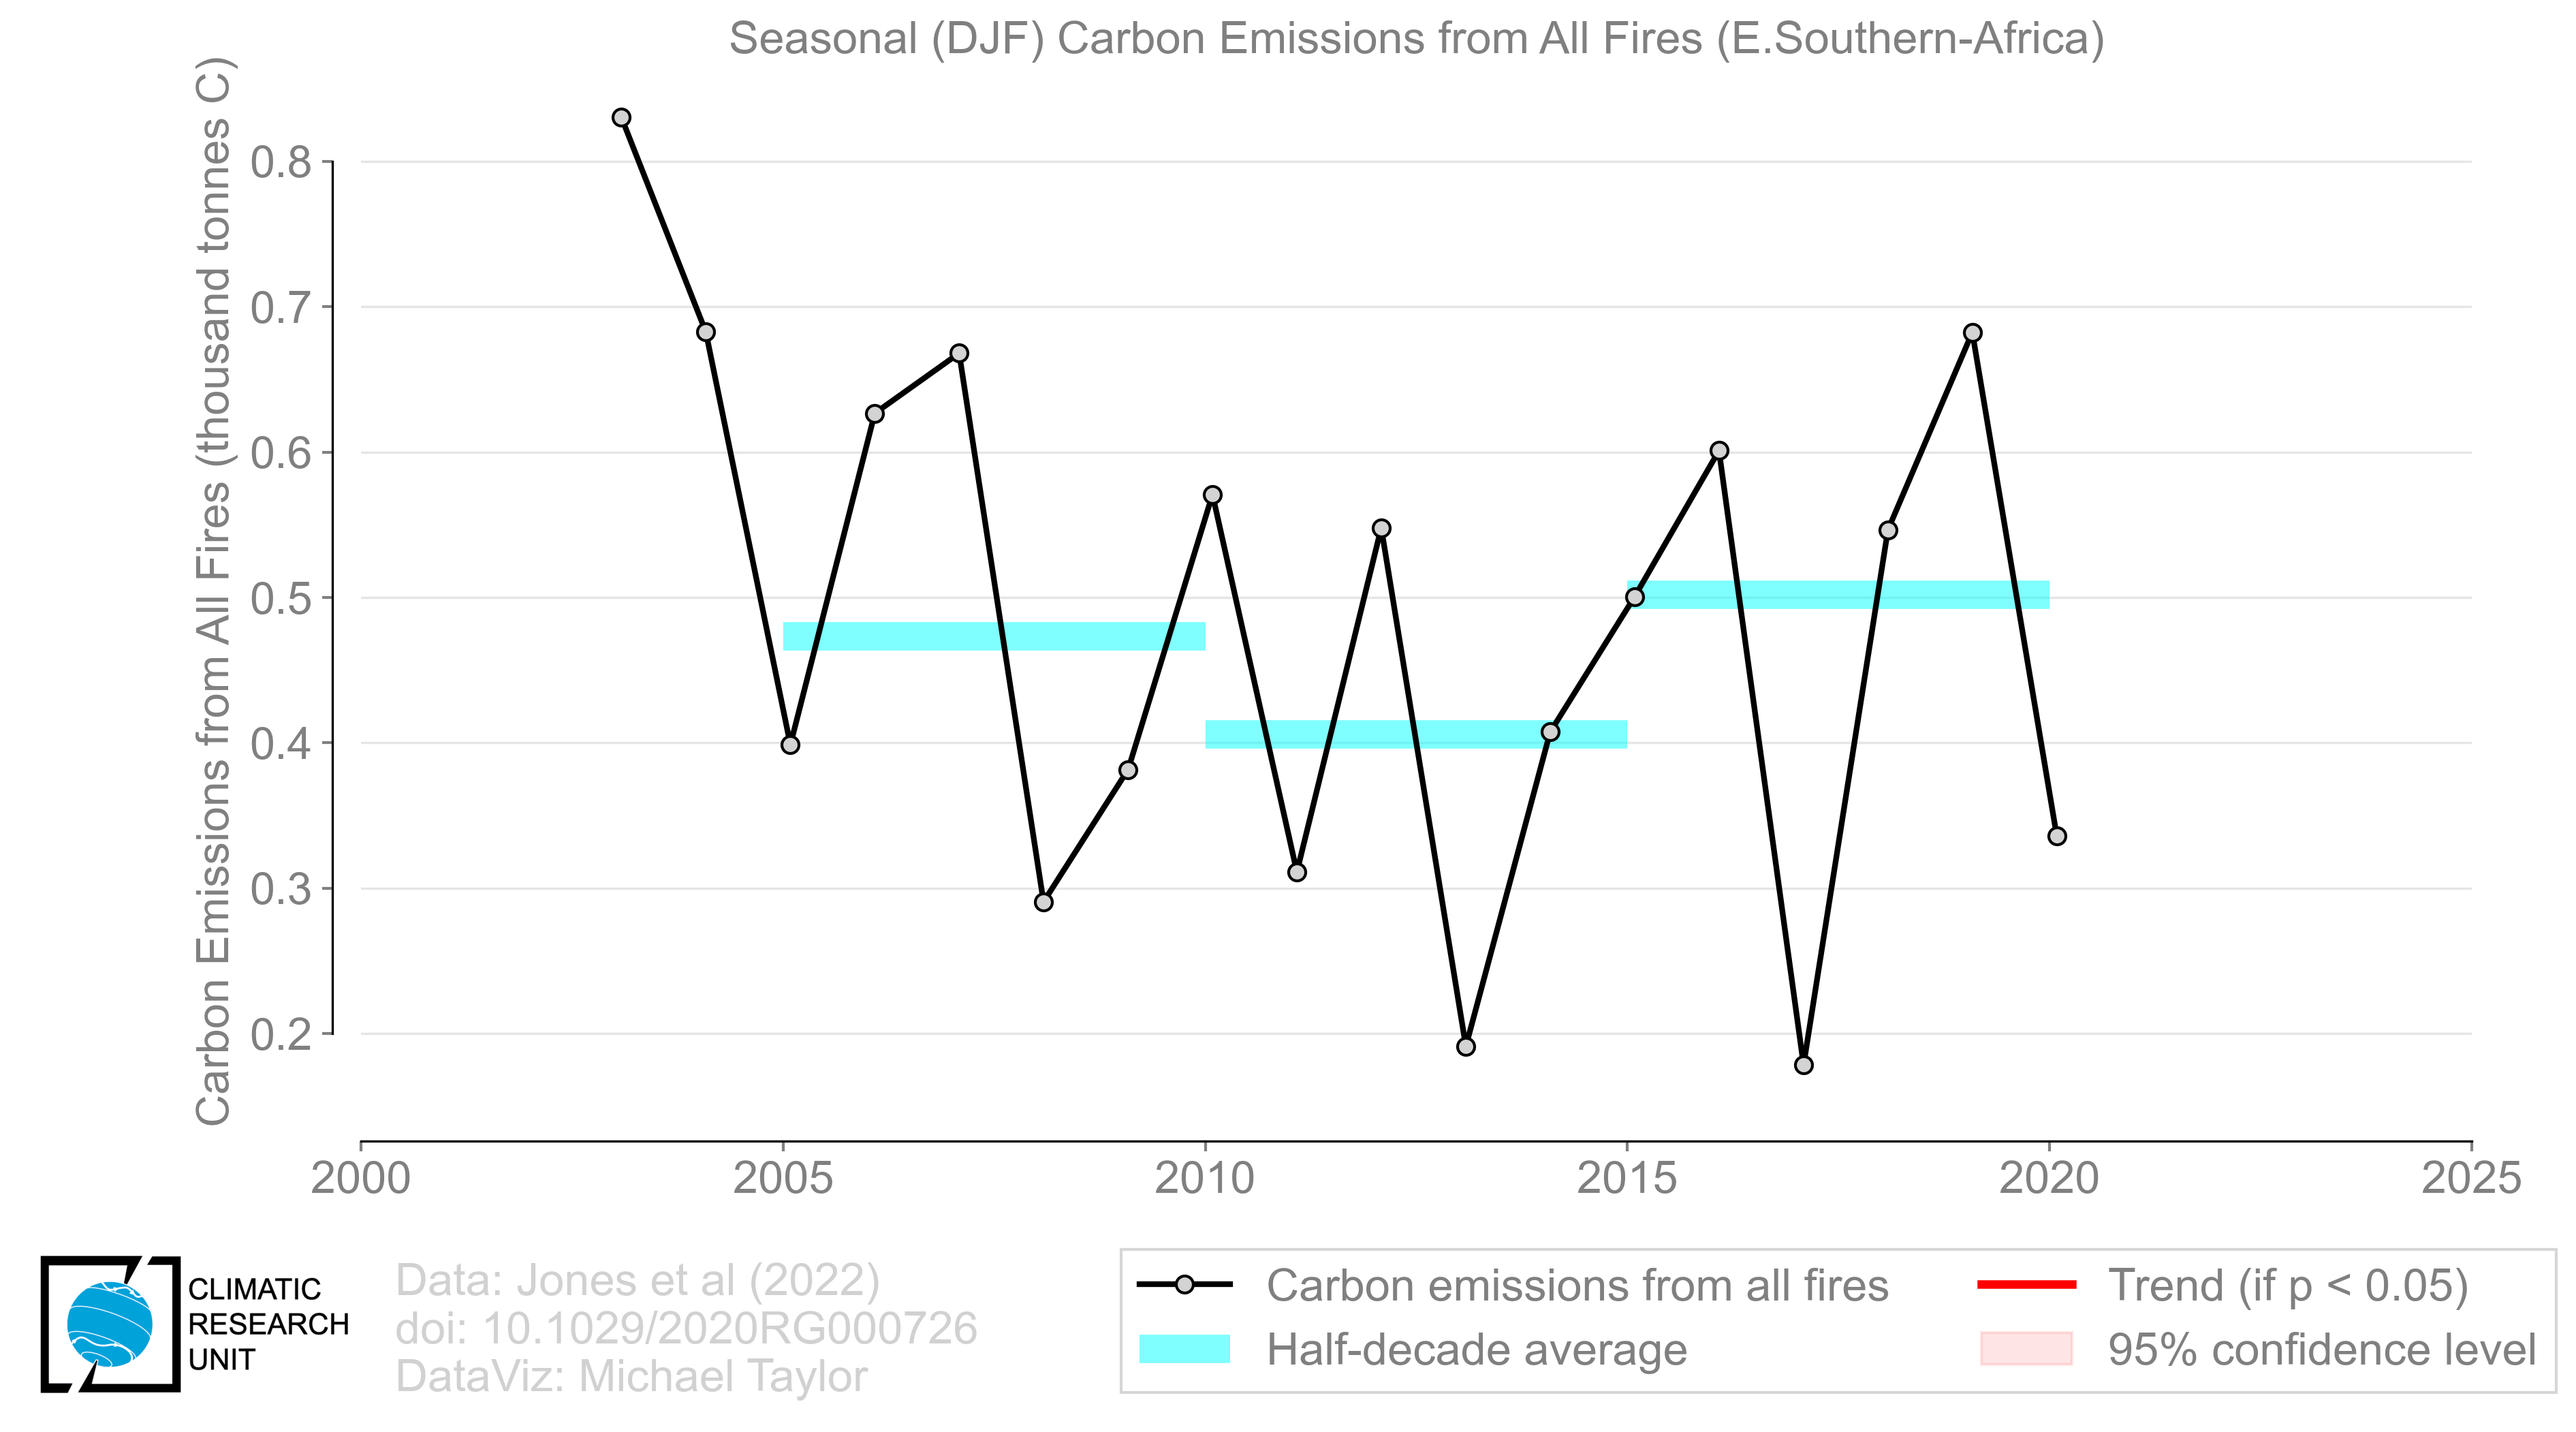 Seasonal (DJF) Carbon Emissions from All Fires (E.Southern-Africa)
Carbon Emissions from All Fires (thousand tonnes C)
0.8
0.7
0.6
0.5
0.4
0.3
0.2
2000 2005 2010 2015 2020 2025
CLIMATIC
RESEARCH
UNIT
Data: Jones et al (2022)
doi: 10.1029/2020RG000726
DataViz: Michael Taylor
Carbon emissions from all fires
Half-decade average
Trend (if p < 0.05)
95% confidence level